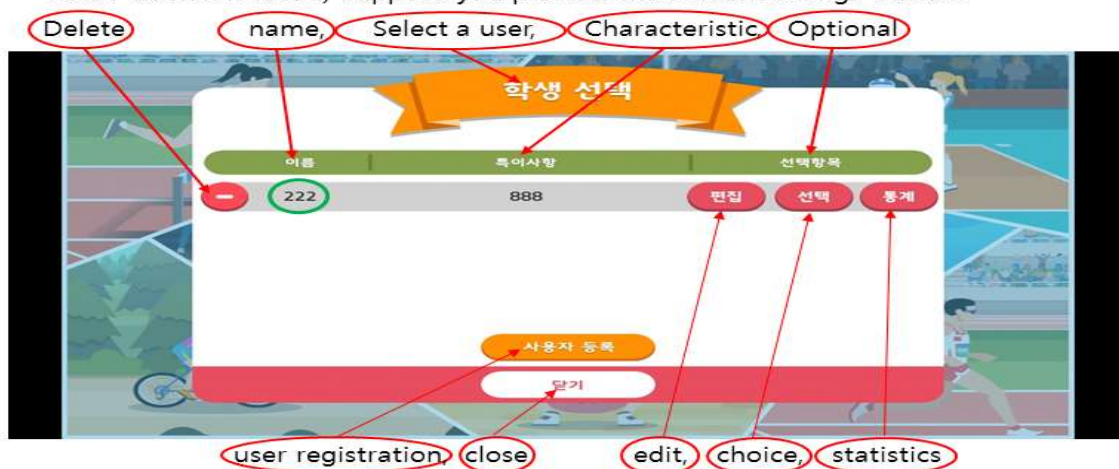 Delete name, Select a user, Characteristic, Optional
학생 선택
이름 특이사항 선택항목
222 888 편집 선택 통계
사용자 등록
닫기
user registration, close edit, choice, statistics